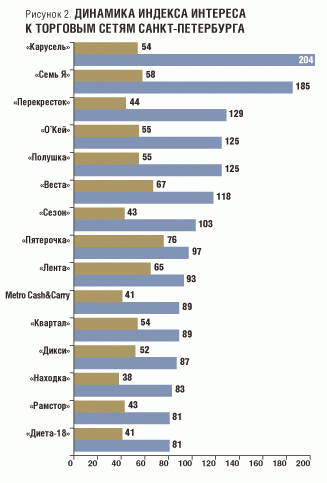 Рисунок 2. ДИНАМИКА ИНДЕКСА ИНТЕРЕСА
К ТОРГОВЫМ СЕТЯМ САНКТ-ПЕТЕРБУРГА
«Карусель» 54
204
«Семь Я» 58
185
«Перекресток» 44
129
«О'Кей» 55
125
«Полушка» 55
125
«Веста» 67
118
«Сезон» 43
103
«Пятерочка» 76
97
«Лента» 65
93
Metro Cash&Carry 41
89
«Квартал» 54
89
«Дикси» 52
87
«Находка» 38
83
«Рамстор» 43
81
«Диета-18» 41
81
0 20 40 60 80 100 120 140 160 180 200